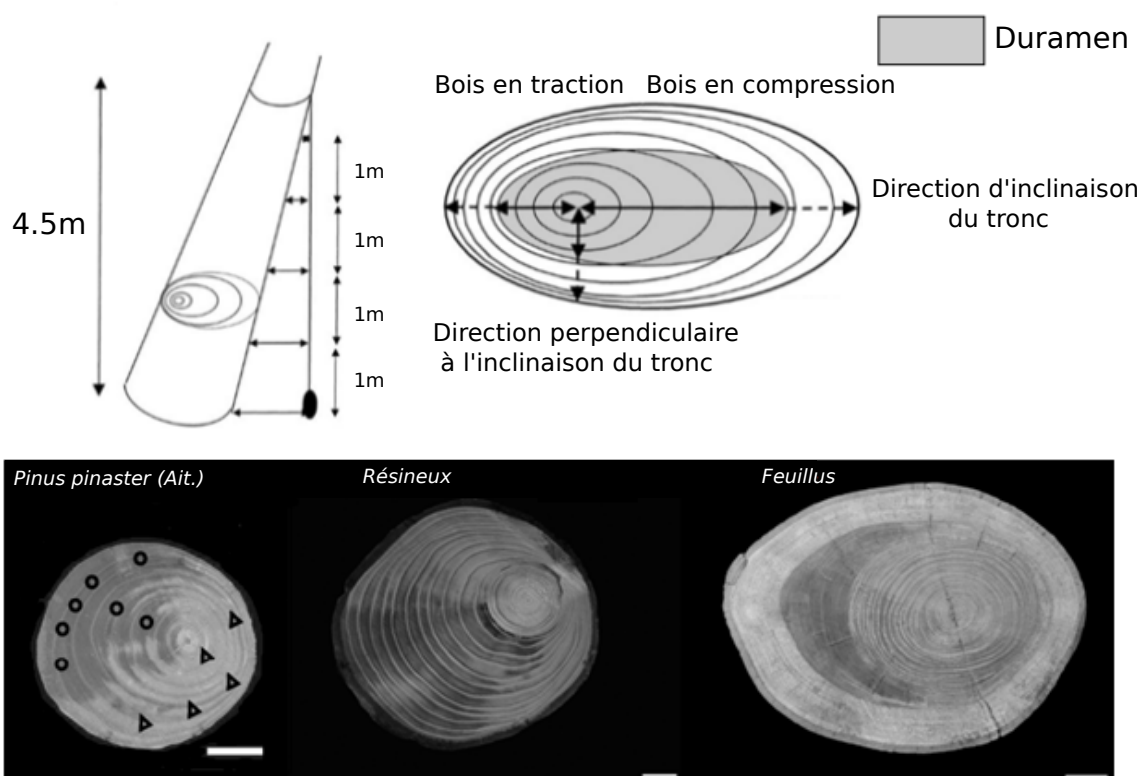 Duramen
Bois en traction
Bois en compression
4.5m
1m
1m
1m
1m
Direction d'inclinaison
du tronc
Direction perpendiculaire
à l'inclinaison du tronc
Pinus pinaster (Ait.)
Résineux
Feuillus